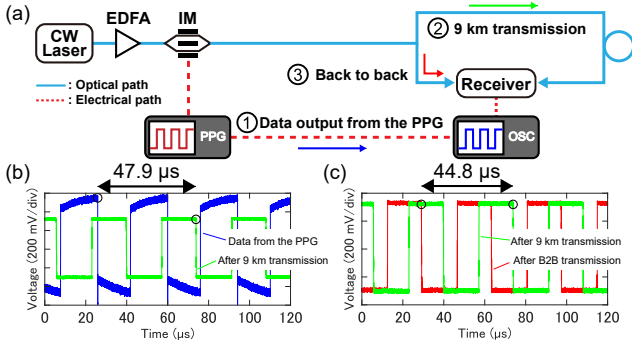 (a)
EDFA
IM
CW
Laser
② 9 km transmission
③ Back to back
Receiver
: Optical path
: Electrical path
① Data output from the PPG
PPG
OSC
(b)
47.9 μs
Voltage (200 mV/div)
Data from the PPG
After 9 km transmission
0 20 40 60 80 100 120
Time (μs)
(c)
44.8 μs
Voltage (200 mV/div)
After 9 km transmission
After B2B transmission
0 20 40 60 80 100 120
Time (μs)